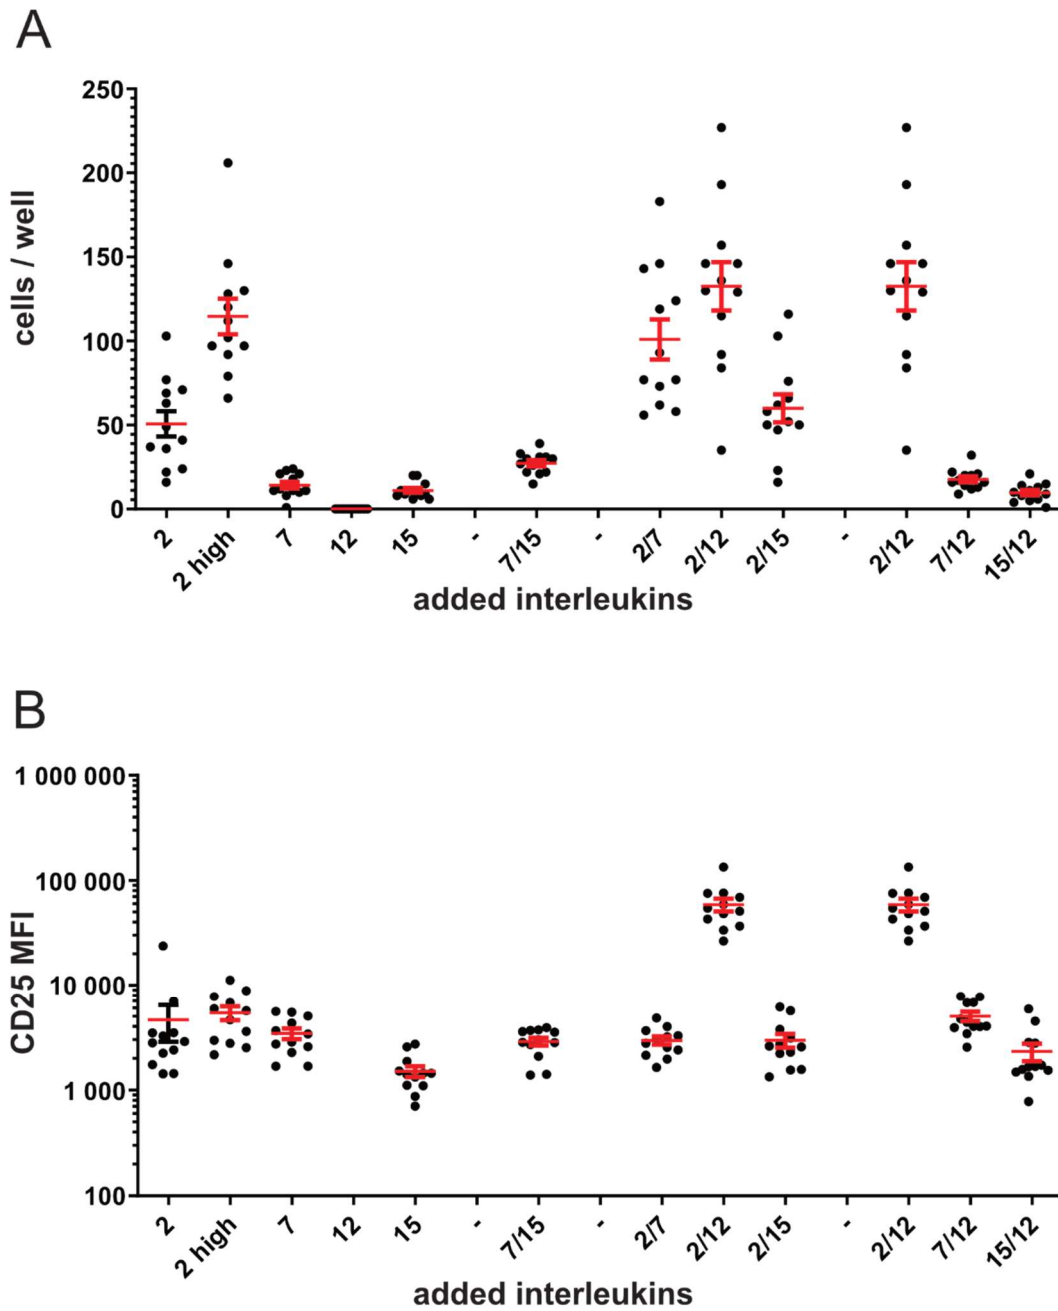 A
250
200
150
100
50
0
cells / well
2 2 high 7 12 15 - 7/15 - 2/7 2/12 2/15 - 2/12 7/12 15/12
added interleukins
B
1 000 000
100 000
10 000
1 000
100
CD25 MFI
2 2 high 7 12 15 - 7/15 - 2/7 2/12 2/15 - 2/12 7/12 15/12
added interleukins